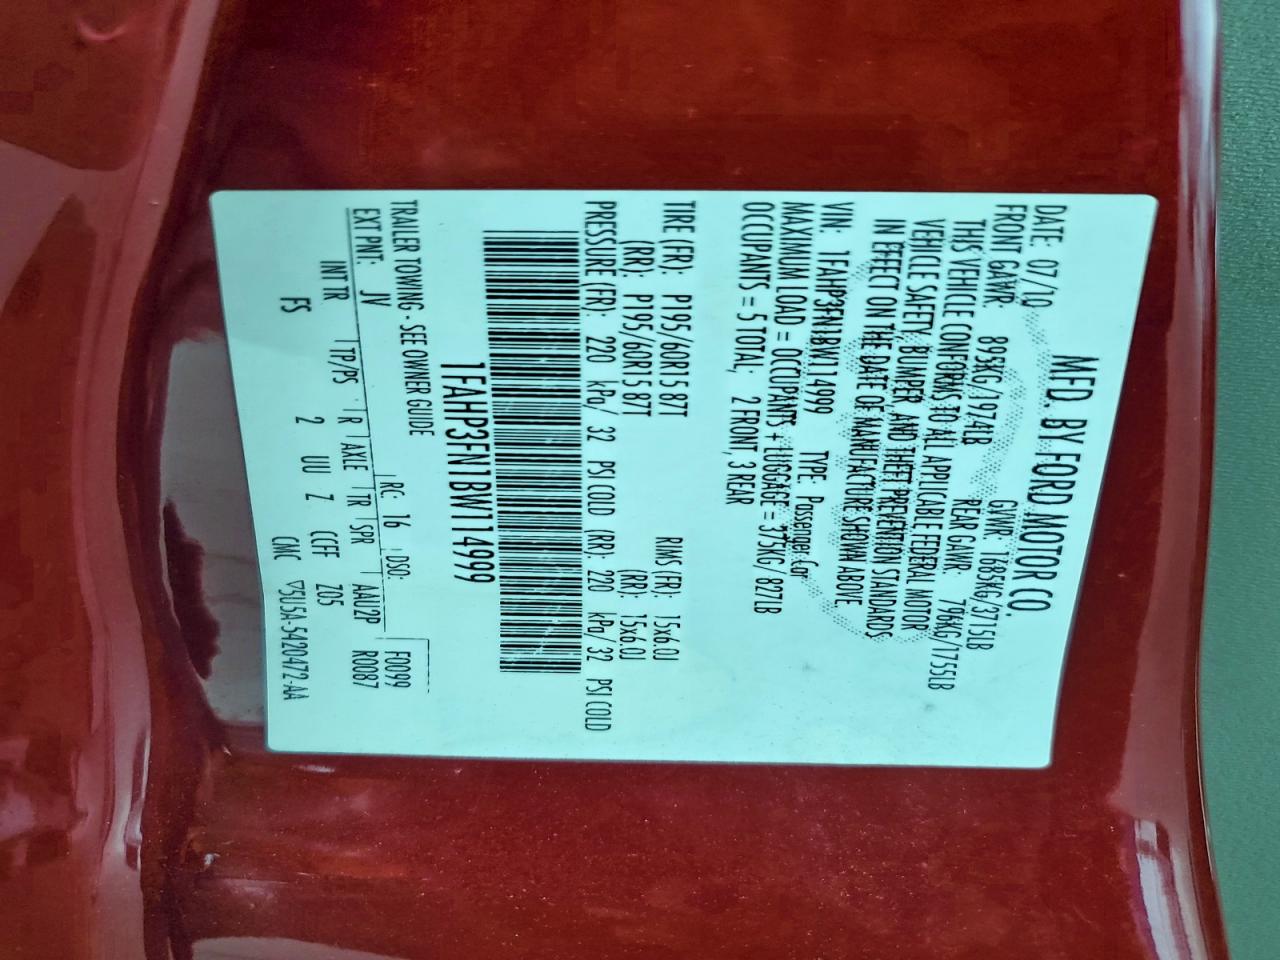 MFD. BY FORD MOTOR CO.
DATE: 07/10 GVWR: 1685KG/3715LB
FRONT GAWR: 895KG/1974LB REAR GAWR: 796KG/1755LB
THIS VEHICLE CONFORMS TO ALL APPLICABLE FEDERAL MOTOR
VEHICLE SAFETY, BUMPER, AND THEFT PREVENTION STANDARDS
IN EFFECT ON THE DATE OF MANUFACTURE SHOWN ABOVE.
VIN: 1FAHP3FN1BW114999 TYPE: Passenger Car
MAXIMUM LOAD = OCCUPANTS + LUGGAGE = 375KG/ 827LB
OCCUPANTS = 5 TOTAL; 2 FRONT, 3 REAR
TIRE (FR): P195/60R15 87T RIMS (FR): 15x6.0J
(RR): P195/60R15 87T (RR): 15x6.0J
PRESSURE (FR) 220 kPa/ 32 PSI COLD (RR): 220 kPa/ 32 PSI COLD
1FAHP3FN1BW114999
TRAILER TOWING - SEE OWNER GUIDE
F0099
EXT PNT: JV RC: 16 DSO: R0087
INT TR TP/PS R AXLE TR SPR AAU2P
FS 2 UU Z CCEF Z05
CMC ▽5U5A-5420472-AA